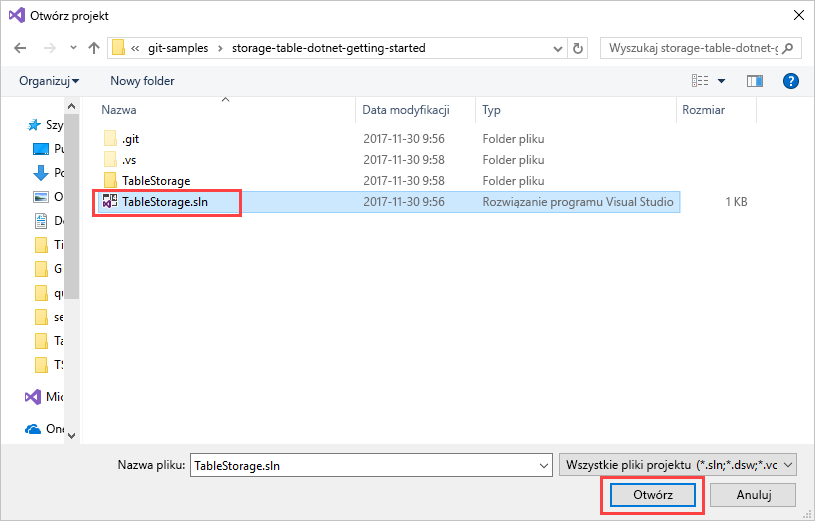 Otwórz projekt
« git-samples › storage-table-dotnet-getting-started
Wyszukaj storage-table-dotnet-g
Organizuj New folder ?
Nazwa Data modyfikacji Typ Rozmiar
.git 2017-11-30 9:56 Folder pliku
.vs 2017-11-30 9:58 Folder pliku
TableStorage 2017-11-30 9:58 Folder pliku
TableStorage.sln 2017-11-30 9:56 Rozwiązanie programu Visual Studio 1 KB
Szy
Pu
Po
O
Do
Ti
G
qu
se
Ta
TS
Mic
One
Nazwa pliku: TableStorage.sln Wszystkie pliki projektu (*.sln;*.dsw;*.vc
Otwórz Anuluj